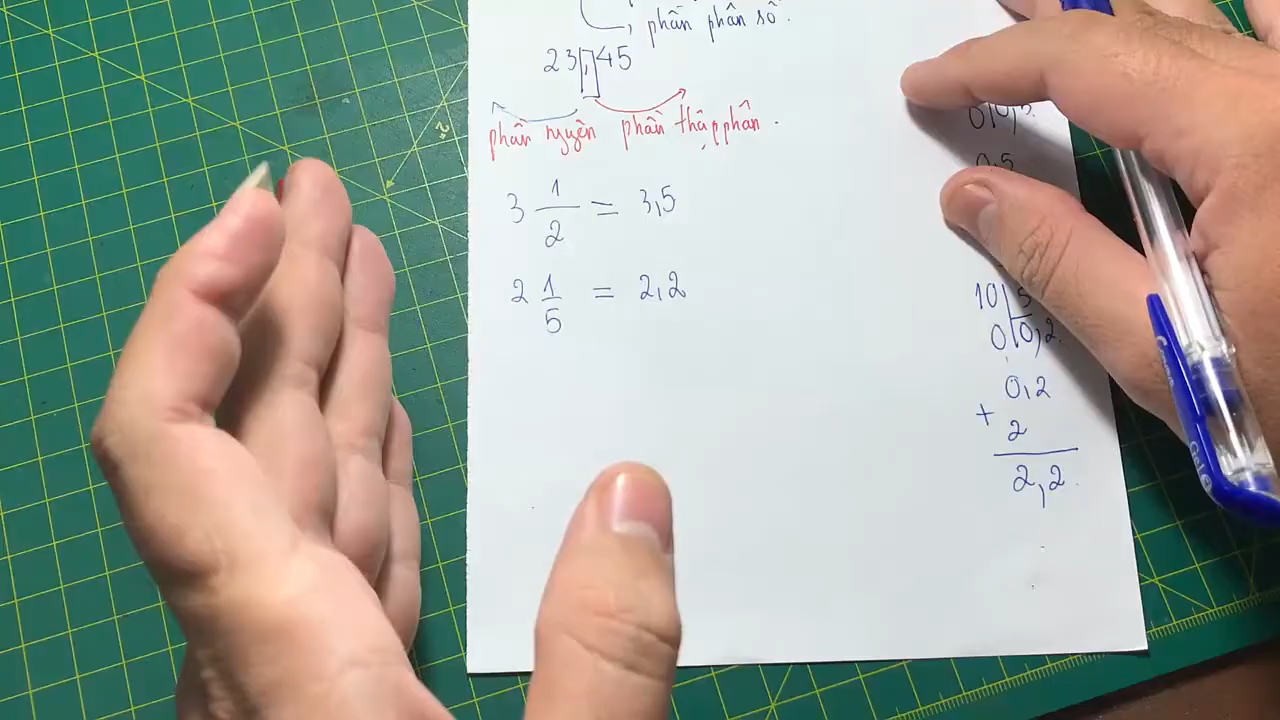 phần phân số.
23,45
phần nguyên phần thập phân.
3 1/2 = 3,5
2 1/5 = 2,2
0,5
10 5
0 0,2
0,2
+ 2
2,2